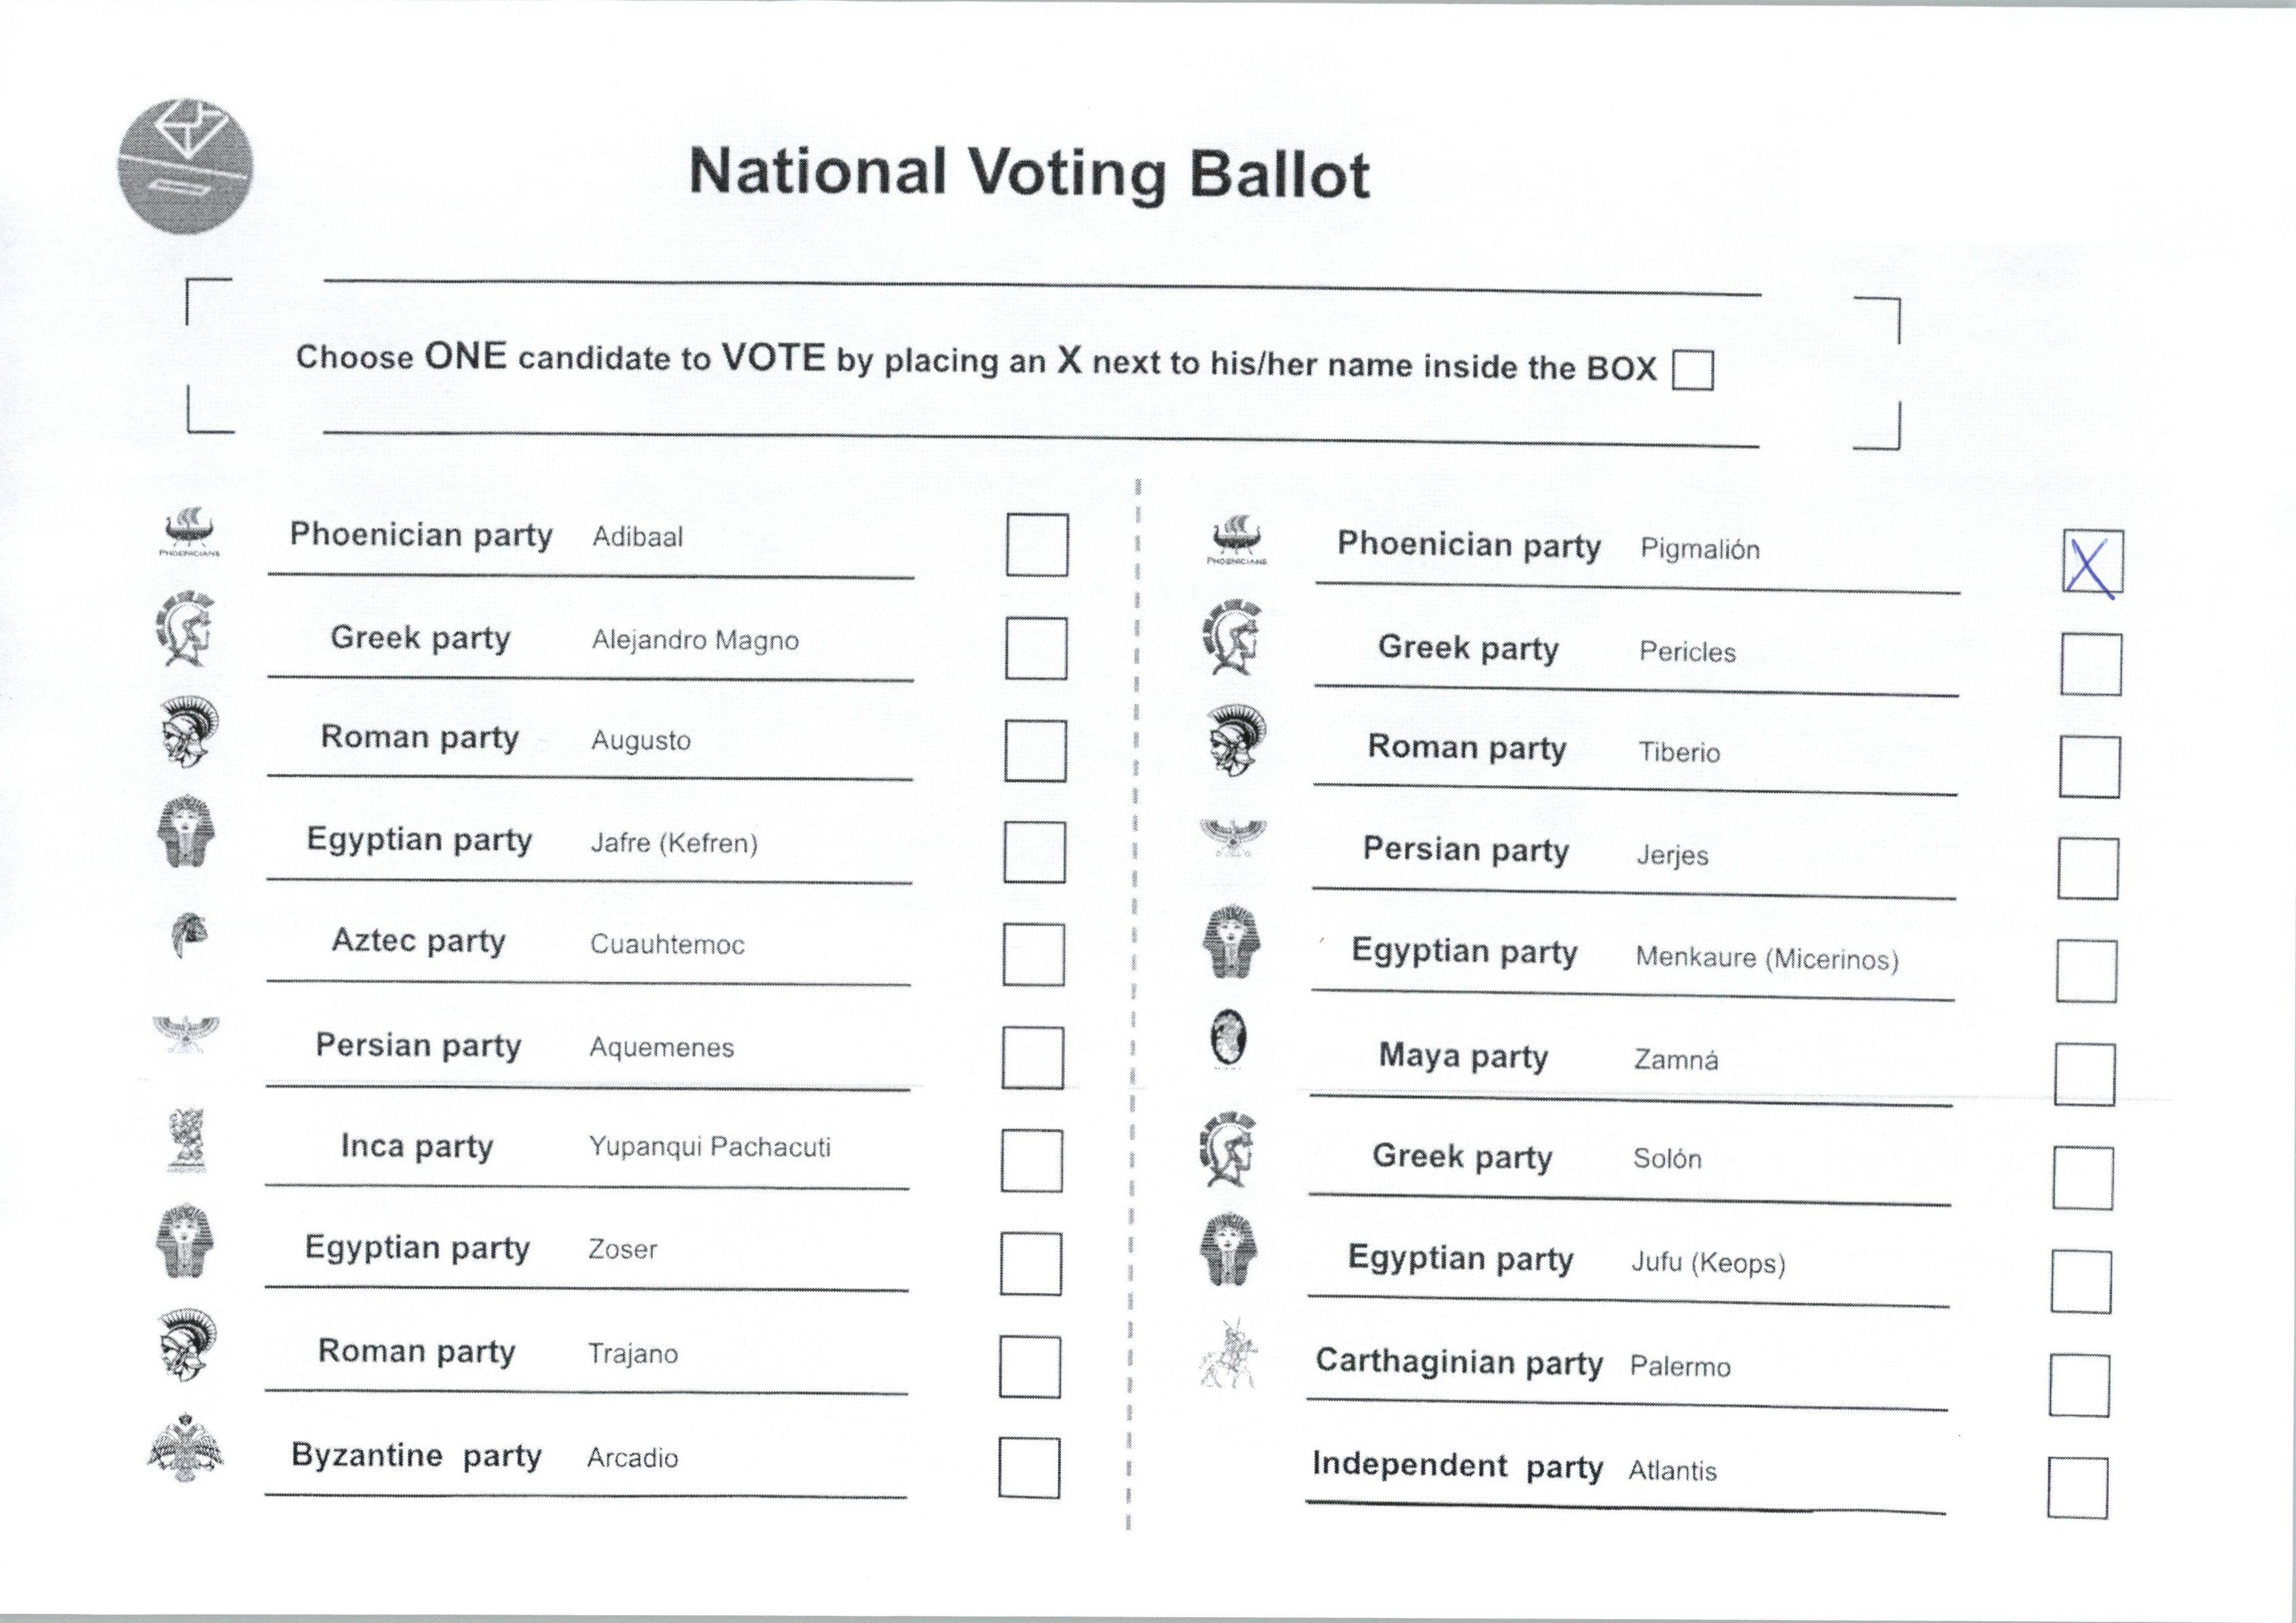 National Voting Ballot
Choose ONE candidate to VOTE by placing an X next to his/her name inside the BOX
PHOENICIANS
Phoenician party Adibaal
Greek party Alejandro Magno
Roman party Augusto
Egyptian party Jafre (Kefren)
Aztec party Cuauhtemoc
Persian party Aquemenes
Inca party Yupanqui Pachacuti
Egyptian party Zoser
Roman party Trajano
Byzantine party Arcadio
PHOENICIANS
Phoenician party Pigmalión X
Greek party Pericles
Roman party Tiberio
Persian party Jerjes
Egyptian party Menkaure (Micerinos)
Maya party Zamná
Greek party Solón
Egyptian party Jufu (Keops)
Carthaginian party Palermo
Independent party Atlantis